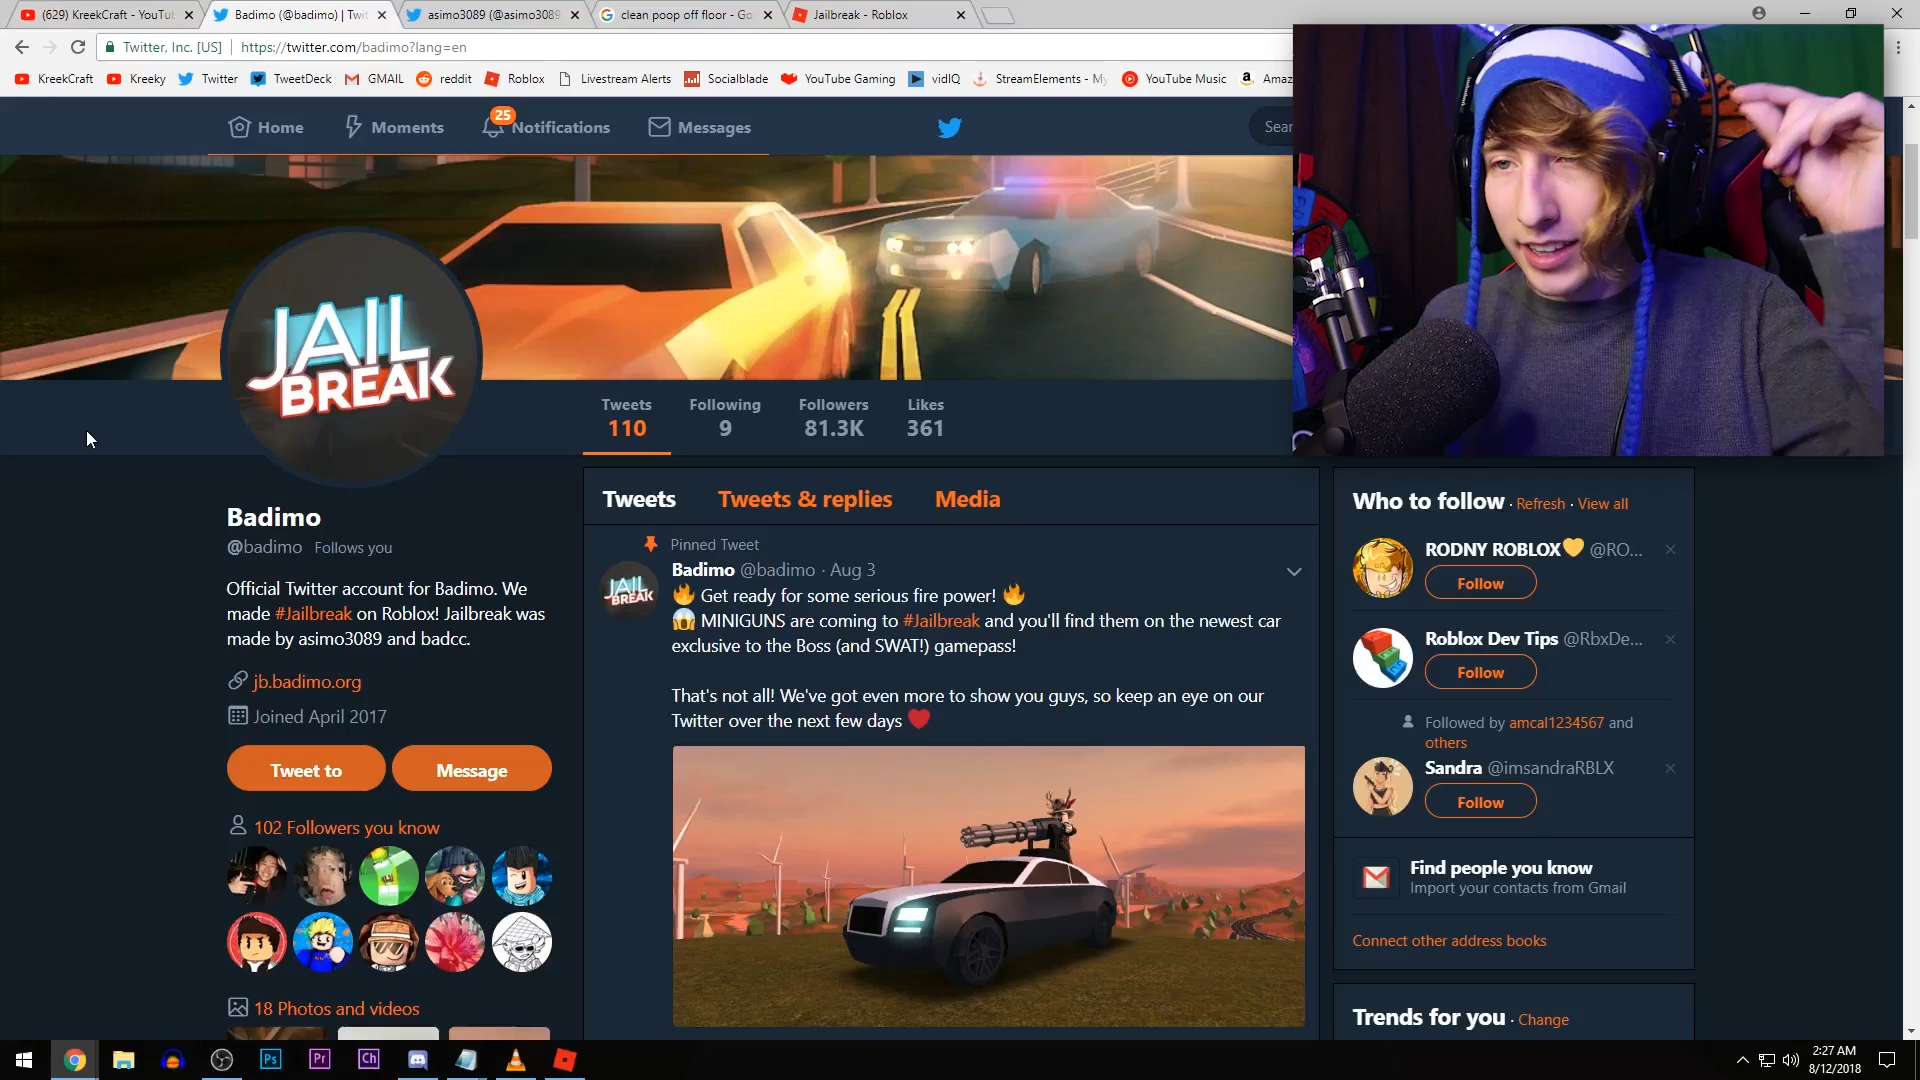 (629) KreekCraft - YouTu
Badimo (@badimo) | Twit
asimo3089 (@asimo3089
clean poop off floor - Go
Jailbreak - Roblox
Twitter, Inc. [US]
https://twitter.com/badimo?lang=en
KreekCraft
Kreeky
Twitter
TweetDeck
GMAIL
reddit
Roblox
Livestream Alerts
Socialblade
YouTube Gaming
vidIQ
StreamElements - My
YouTube Music
Amaz
Home
Moments
25
Notifications
Messages
Sear
JAIL
BREAK
Tweets
110
Following
9
Followers
81.3K
Likes
361
Badimo
@badimo Follows you
Official Twitter account for Badimo. We
made #Jailbreak on Roblox! Jailbreak was
made by asimo3089 and badcc.
jb.badimo.org
Joined April 2017
Tweet to
Message
102 Followers you know
18 Photos and videos
Tweets
Tweets & replies
Media
Pinned Tweet
JAIL
BREAK
Badimo @badimo · Aug 3
🔥 Get ready for some serious fire power! 🔥
😱 MINIGUNS are coming to #Jailbreak and you'll find them on the newest car
exclusive to the Boss (and SWAT!) gamepass!
That's not all! We've got even more to show you guys, so keep an eye on our
Twitter over the next few days ❤
Who to follow · Refresh · View all
RODNY ROBLOX💛 @RO...
Follow
Roblox Dev Tips @RbxDe...
Follow
Followed by amcal1234567 and
others
Sandra @imsandraRBLX
Follow
Find people you know
Import your contacts from Gmail
Connect other address books
Trends for you · Change
Ps
Pr
Ch
2:27 AM
8/12/2018